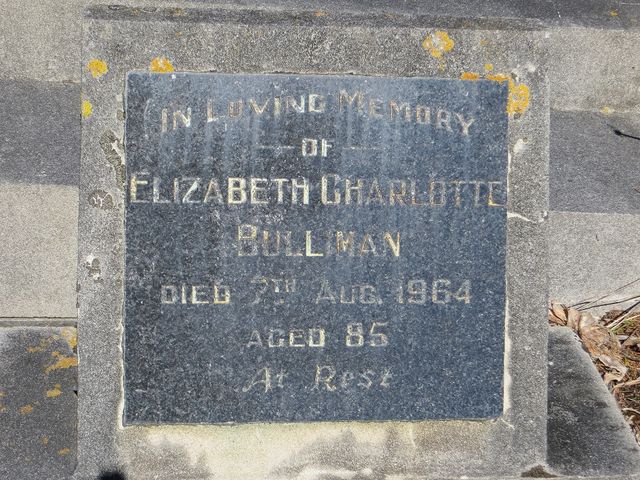 In Loving Memory
— OF —
ELIZABETH CHARLOTTE
BULLIMAN
DIED 7TH AUG. 1964
AGED 85
At Rest